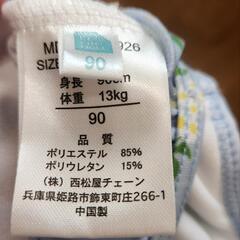 926
SIZE
90
身長 90cm
体重 13kg
90
品質
ポリエステル 85%
ポリウレタン 15%
(株) 西松屋チェーン
兵庫県姫路市飾東町庄266-1
中国製